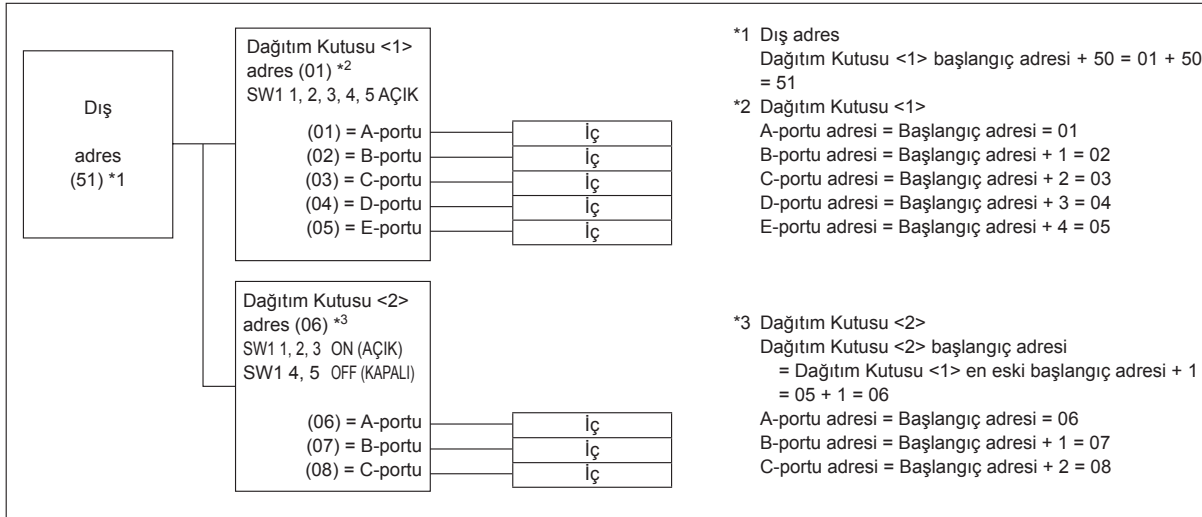 Dış
adres
(51) *1
Dağıtım Kutusu <1>
adres (01) *2
SW1 1, 2, 3, 4, 5 AÇIK
(01) = A-portu
(02) = B-portu
(03) = C-portu
(04) = D-portu
(05) = E-portu
İç
İç
İç
İç
İç
Dağıtım Kutusu <2>
adres (06) *3
SW1 1, 2, 3 ON (AÇIK)
SW1 4, 5 OFF (KAPALI)
(06) = A-portu
(07) = B-portu
(08) = C-portu
İç
İç
İç
*1 Dış adres
Dağıtım Kutusu <1> başlangıç adresi + 50 = 01 + 50
= 51
*2 Dağıtım Kutusu <1>
A-portu adresi = Başlangıç adresi = 01
B-portu adresi = Başlangıç adresi + 1 = 02
C-portu adresi = Başlangıç adresi + 2 = 03
D-portu adresi = Başlangıç adresi + 3 = 04
E-portu adresi = Başlangıç adresi + 4 = 05
*3 Dağıtım Kutusu <2>
Dağıtım Kutusu <2> başlangıç adresi
= Dağıtım Kutusu <1> en eski başlangıç adresi + 1
= 05 + 1 = 06
A-portu adresi = Başlangıç adresi = 06
B-portu adresi = Başlangıç adresi + 1 = 07
C-portu adresi = Başlangıç adresi + 2 = 08